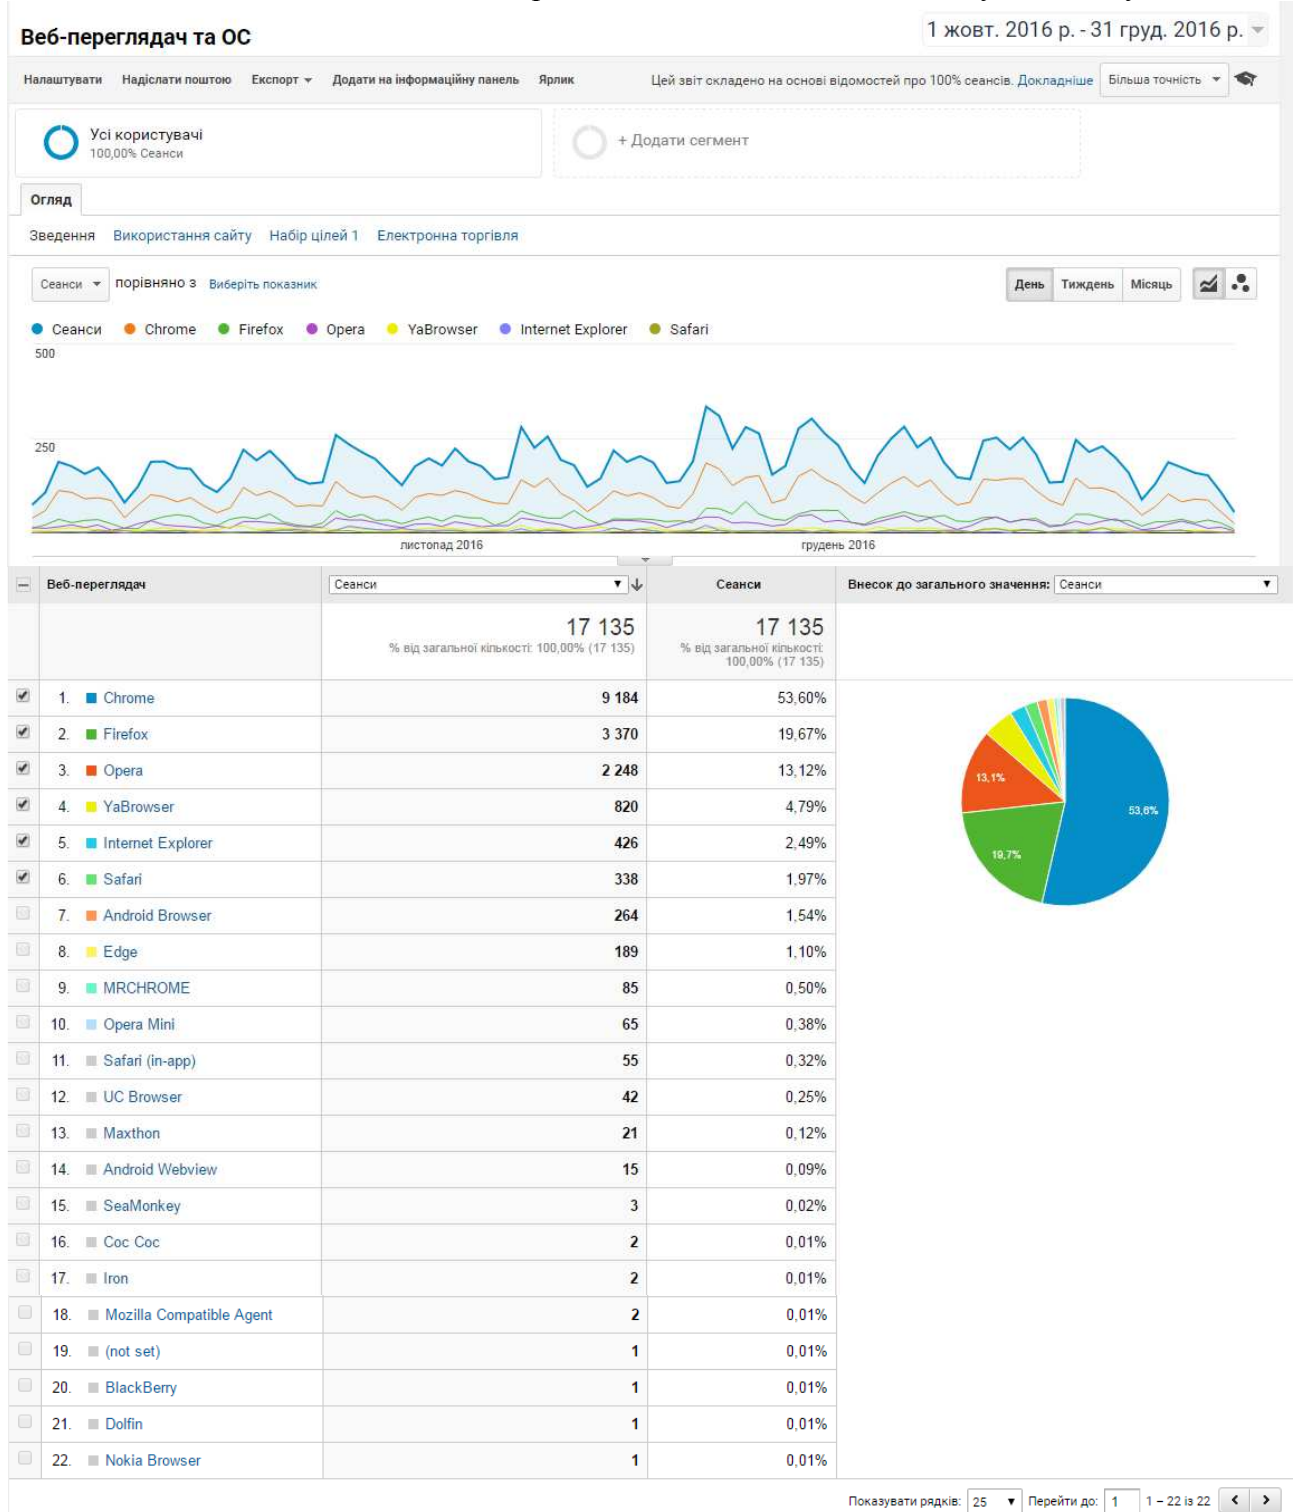 Веб-переглядач та ОС
1 жовт. 2016 р. - 31 груд. 2016 р.
Налаштувати Надіслати поштою Експорт Додати на інформаційну панель Ярлик Цей звіт складено на основі відомостей про 100% сеансів. Докладніше Більша точність
Усі користувачі
100,00% Сеанси
+ Додати сегмент
Огляд
Зведення Використання сайту Набір цілей 1 Електронна торгівля
Сеанси порівняно з Виберіть показник День Тиждень Місяць
Сеанси Chrome Firefox Opera YaBrowser Internet Explorer Safari
500
250
листопад 2016 грудень 2016
Веб-переглядач Сеанси Сеанси Внесок до загального значення: Сеанси
17 135 17 135
% від загальної кількості: 100,00% (17 135) % від загальної кількості:
100,00% (17 135)
1. Chrome 9 184 53,60%
2. Firefox 3 370 19,67%
3. Opera 2 248 13,12%
4. YaBrowser 820 4,79%
5. Internet Explorer 426 2,49%
6. Safari 338 1,97%
7. Android Browser 264 1,54%
8. Edge 189 1,10%
9. MRCHROME 85 0,50%
10. Opera Mini 65 0,38%
11. Safari (in-app) 55 0,32%
12. UC Browser 42 0,25%
13. Maxthon 21 0,12%
14. Android Webview 15 0,09%
15. SeaMonkey 3 0,02%
16. Coc Coc 2 0,01%
17. Iron 2 0,01%
18. Mozilla Compatible Agent 2 0,01%
19. (not set) 1 0,01%
20. BlackBerry 1 0,01%
21. Dolfin 1 0,01%
22. Nokia Browser 1 0,01%
13,1%
53,6%
19,7%
Показувати рядків: 25 Перейти до: 1 1 – 22 із 22